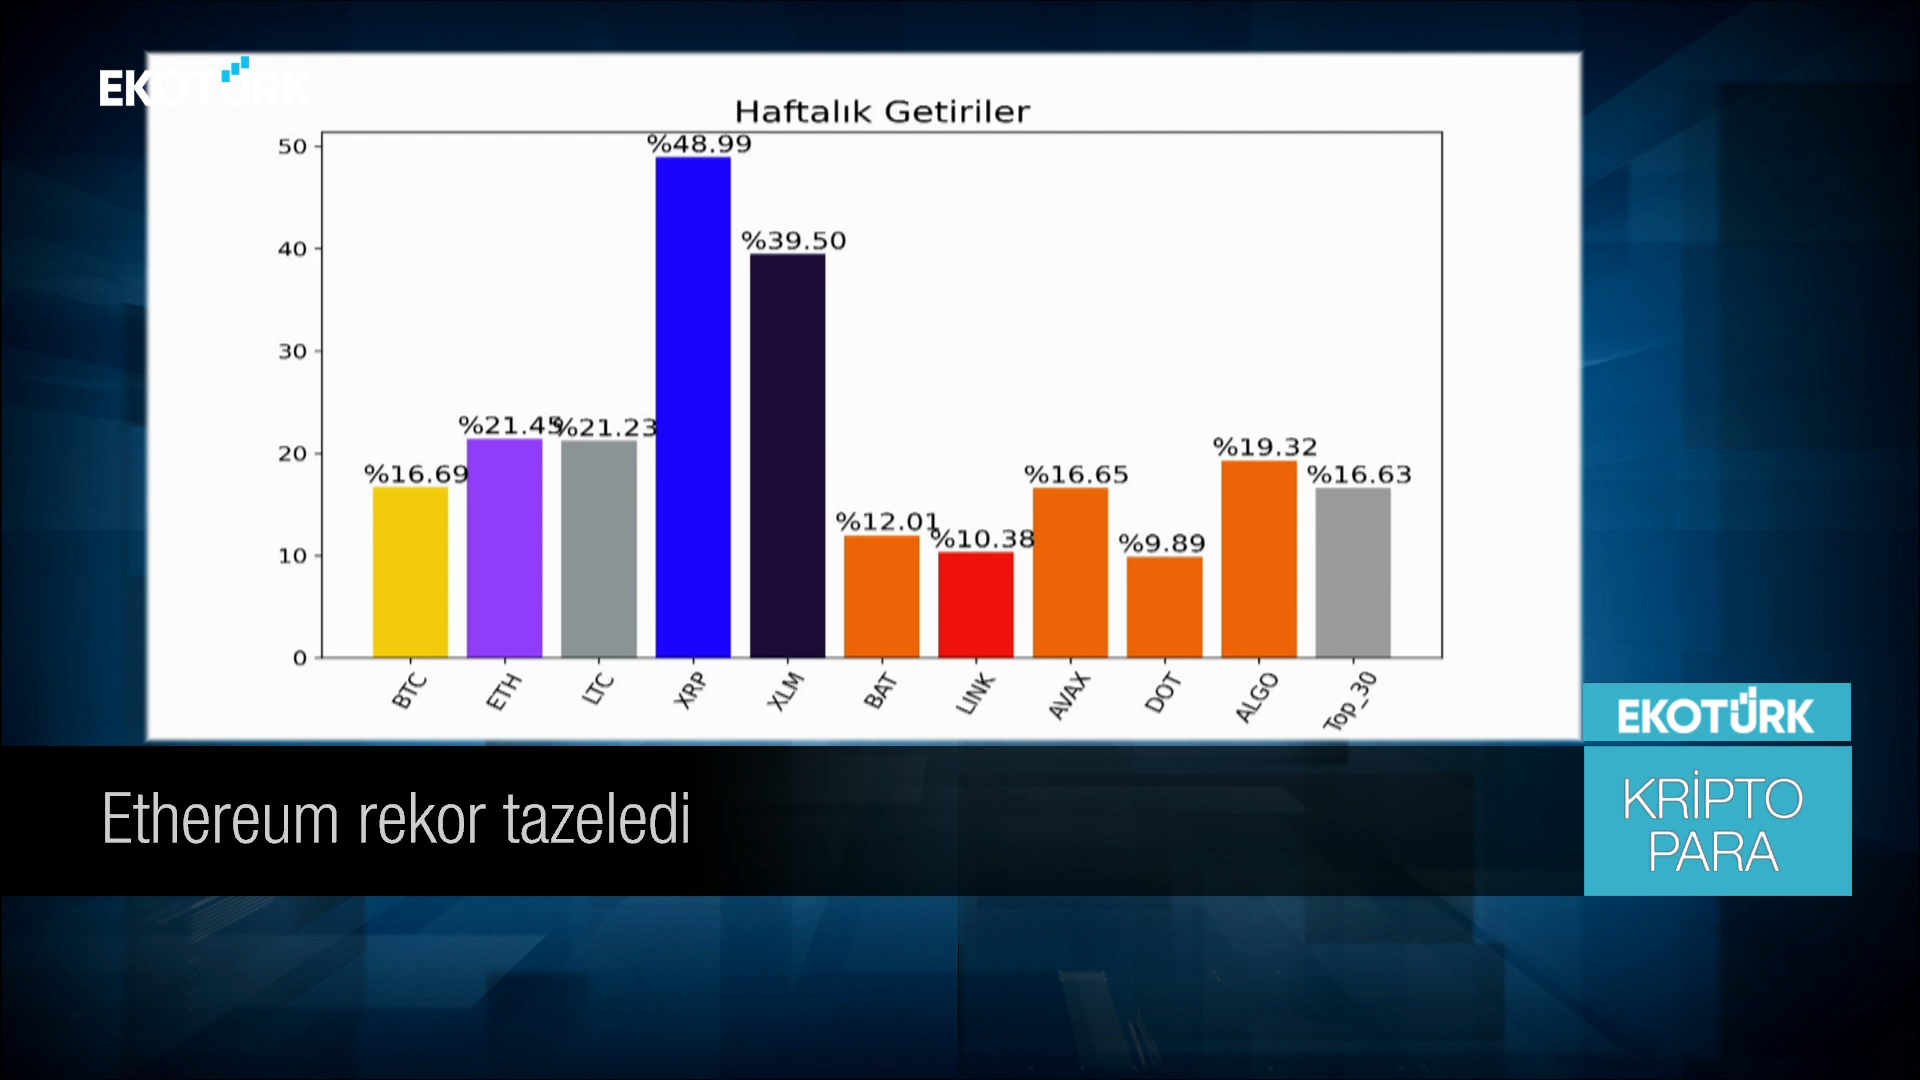 EKOTÜRK
Haftalık Getiriler
50
40
30
20
10
0
%16.69
%21.45
%21.23
%48.99
%39.50
%12.01
%10.38
%16.65
%9.89
%19.32
%16.63
BTC
ETH
LTC
XRP
XLM
BAT
LINK
AVAX
DOT
ALGO
Top_30
EKOTÜRK
Ethereum rekor tazeledi
KRİPTO
PARA